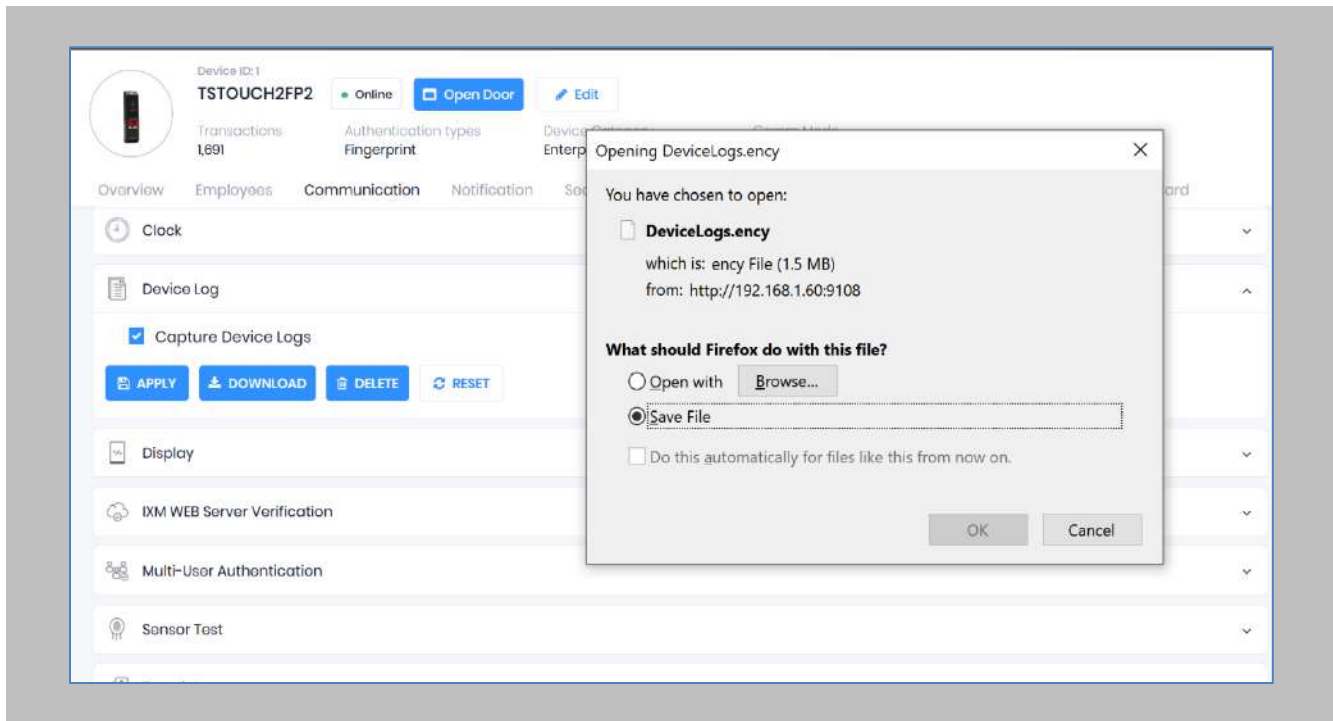 Device ID: 1
TSTOUCH2FP2 Online Open Door Edit
Transactions Authentication types Device
1,691 Fingerprint Enterp
Opening DeviceLogs.ency
Overview Employees Communication Notification
You have chosen to open:
Clock
DeviceLogs.ency
which is: ency File (1.5 MB)
from: http://192.168.1.60:9108
Device Log
Capture Device Logs
What should Firefox do with this file?
APPLY DOWNLOAD DELETE RESET
Open with Browse...
Save File
Do this automatically for files like this from now on.
Display
IXM WEB Server Verification
OK Cancel
Multi-User Authentication
Sensor Test